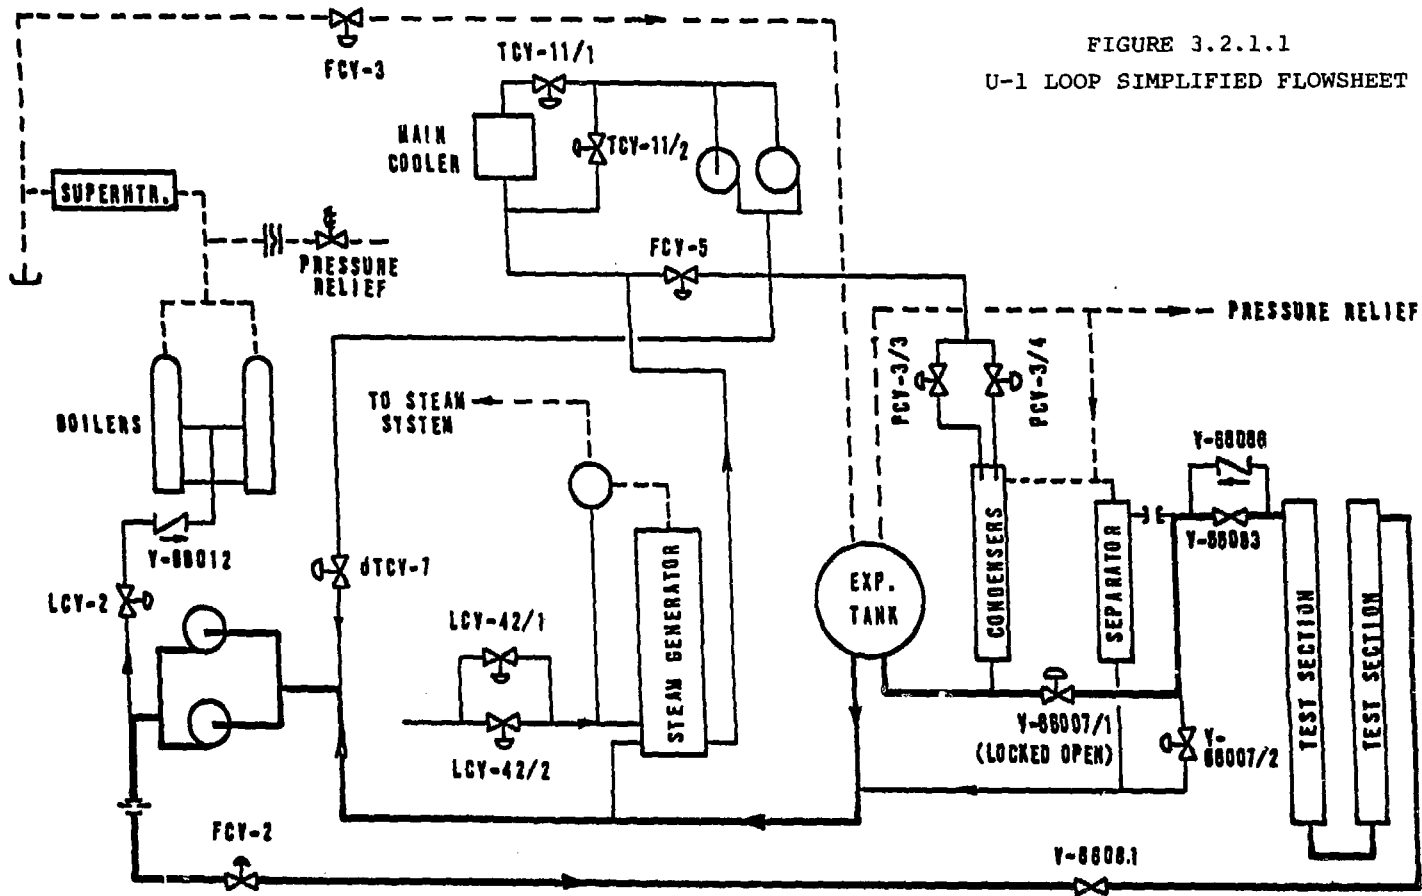 FIGURE 3.2.1.1
U-1 LOOP SIMPLIFIED FLOWSHEET
FCV-3
TCV-11/1
MAIN
COOLER
TCV-11/2
SUPERHTR.
PRESSURE
RELIEF
FCV-5
PRESSURE RELIEF
PCV-3/3
PCV-3/4
TO STEAM
SYSTEM
BOILERS
V-68012
dTCV-7
LCV-2
LCV-42/1
LCV-42/2
STEAM GENERATOR
EXP.
TANK
CONDENSERS
SEPARATOR
V-66007/1
(LOCKED OPEN)
V-
66007/2
TEST SECTION
TEST SECTION
FCV-2